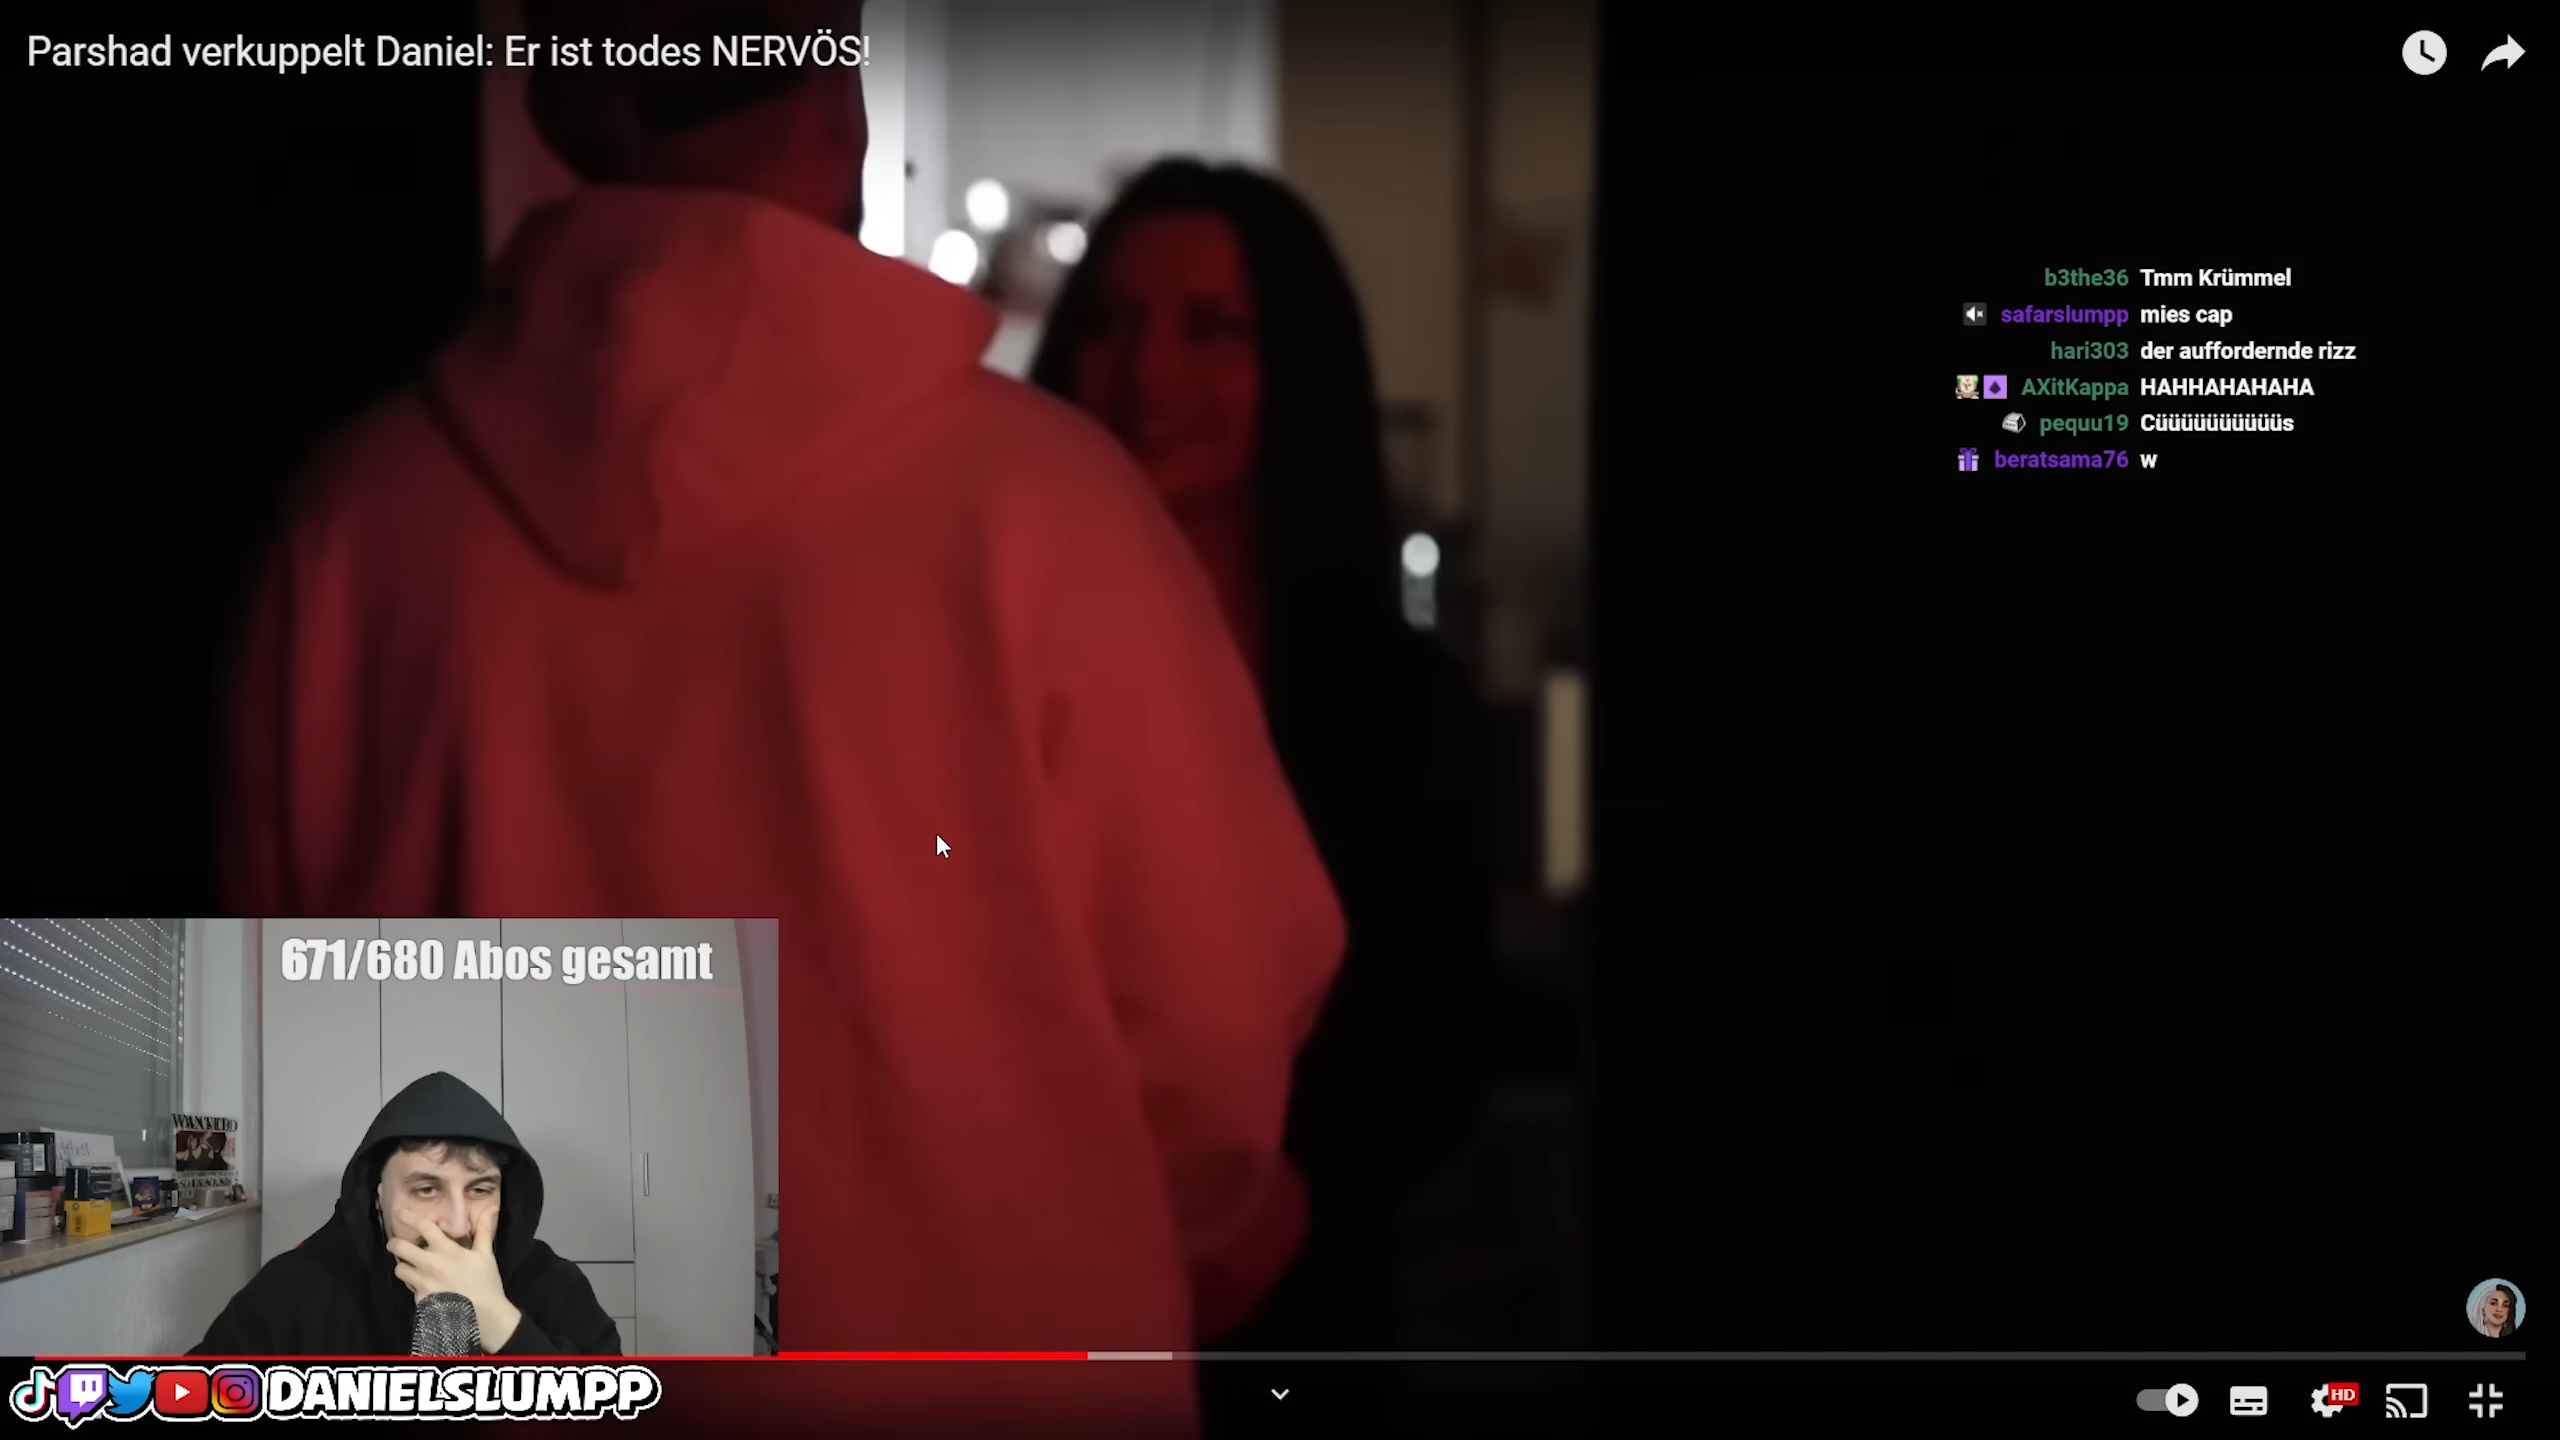 Parshad verkuppelt Daniel: Er ist todes NERVÖS!
b3the36 Tmm Krümmel
safarslumpp mies cap
hari303 der auffordernde rizz
AXitKappa HAHHAHAHAHA
pequu19 Cüüüüüüüüüüs
beratsama76 w
671/680 Abos gesamt
WANTED
DANIELSLUMPP
HD